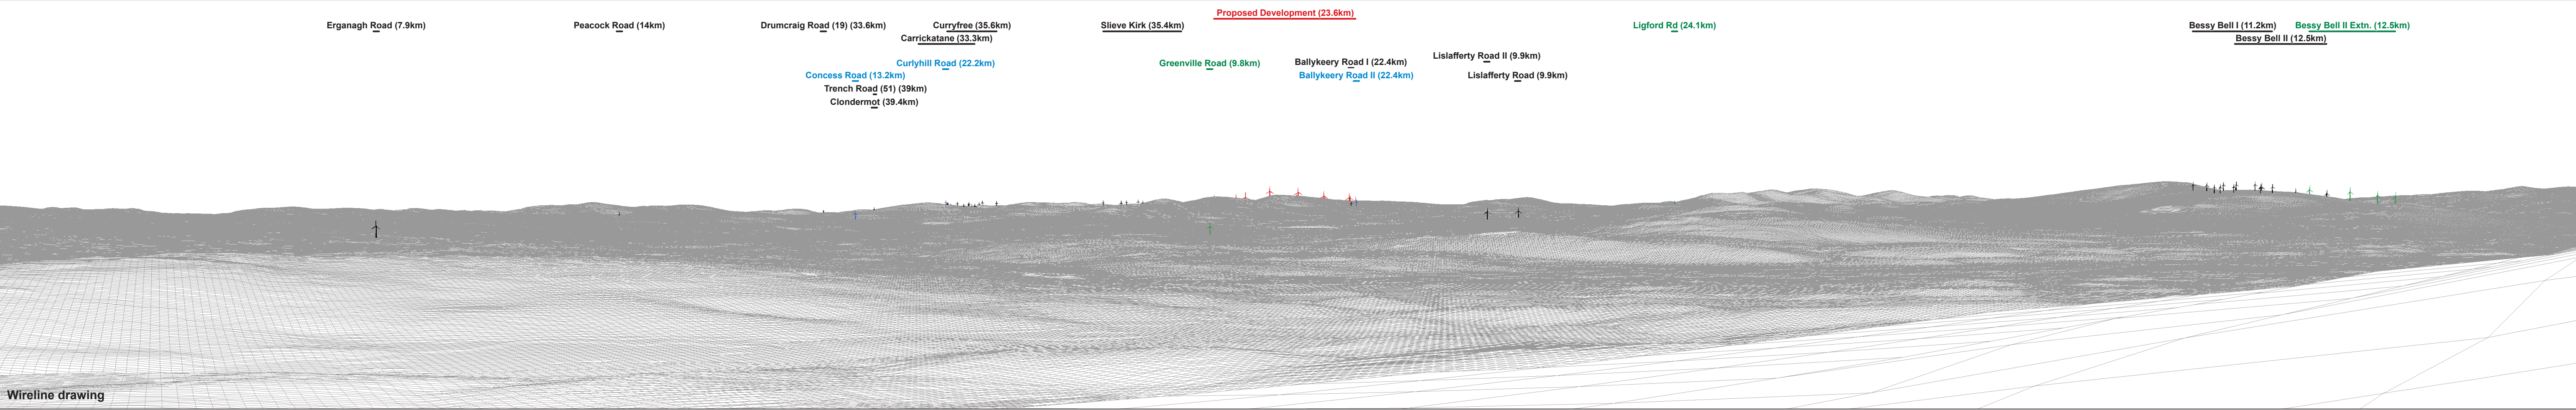 Proposed Development (23.6km)
Erganagh Road (7.9km)
Peacock Road (14km)
Drumcraig Road (19) (33.6km)
Curryfree (35.6km)
Slieve Kirk (35.4km)
Ligford Rd (24.1km)
Bessy Bell I (11.2km)
Bessy Bell II Extn. (12.5km)
Carrickatane (33.3km)
Bessy Bell II (12.5km)
Lislafferty Road II (9.9km)
Curlyhill Road (22.2km)
Greenville Road (9.8km)
Ballykeery Road I (22.4km)
Concess Road (13.2km)
Ballykeery Road II (22.4km)
Lislafferty Road (9.9km)
Trench Road (51) (39km)
Clondermot (39.4km)
Wireline drawing